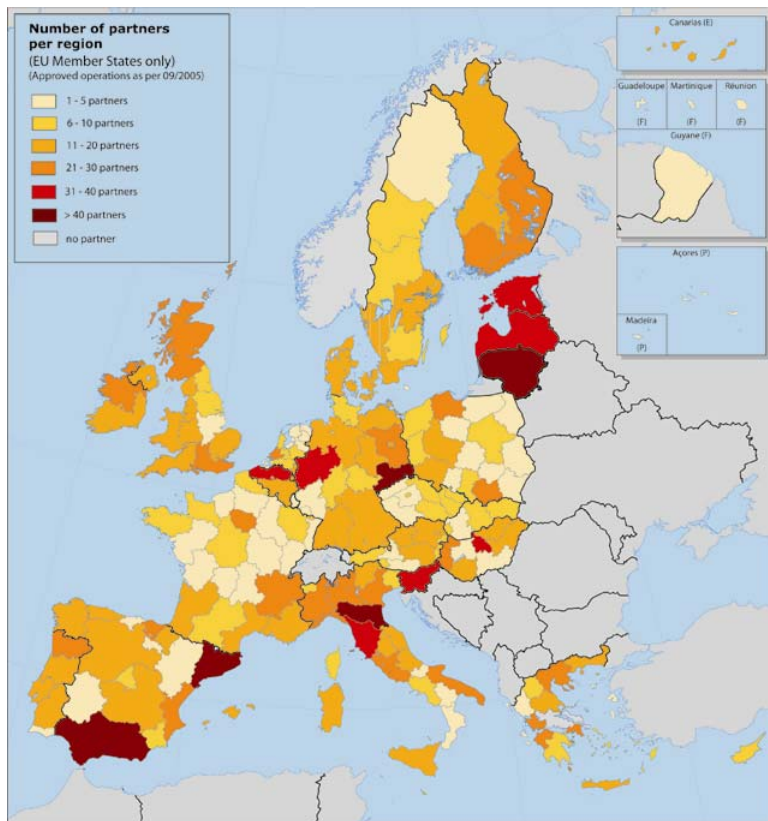 Number of partners
per region
(EU Member States only)
(Approved operations as per 09/2005)
1 - 5 partners
6 - 10 partners
11 - 20 partners
21 - 30 partners
31 - 40 partners
> 40 partners
no partner
Canarias (E)
Guadeloupe
Martinique
Réunion
(F)
(F)
(F)
Guyane (F)
Açores (P)
Madeira
(P)